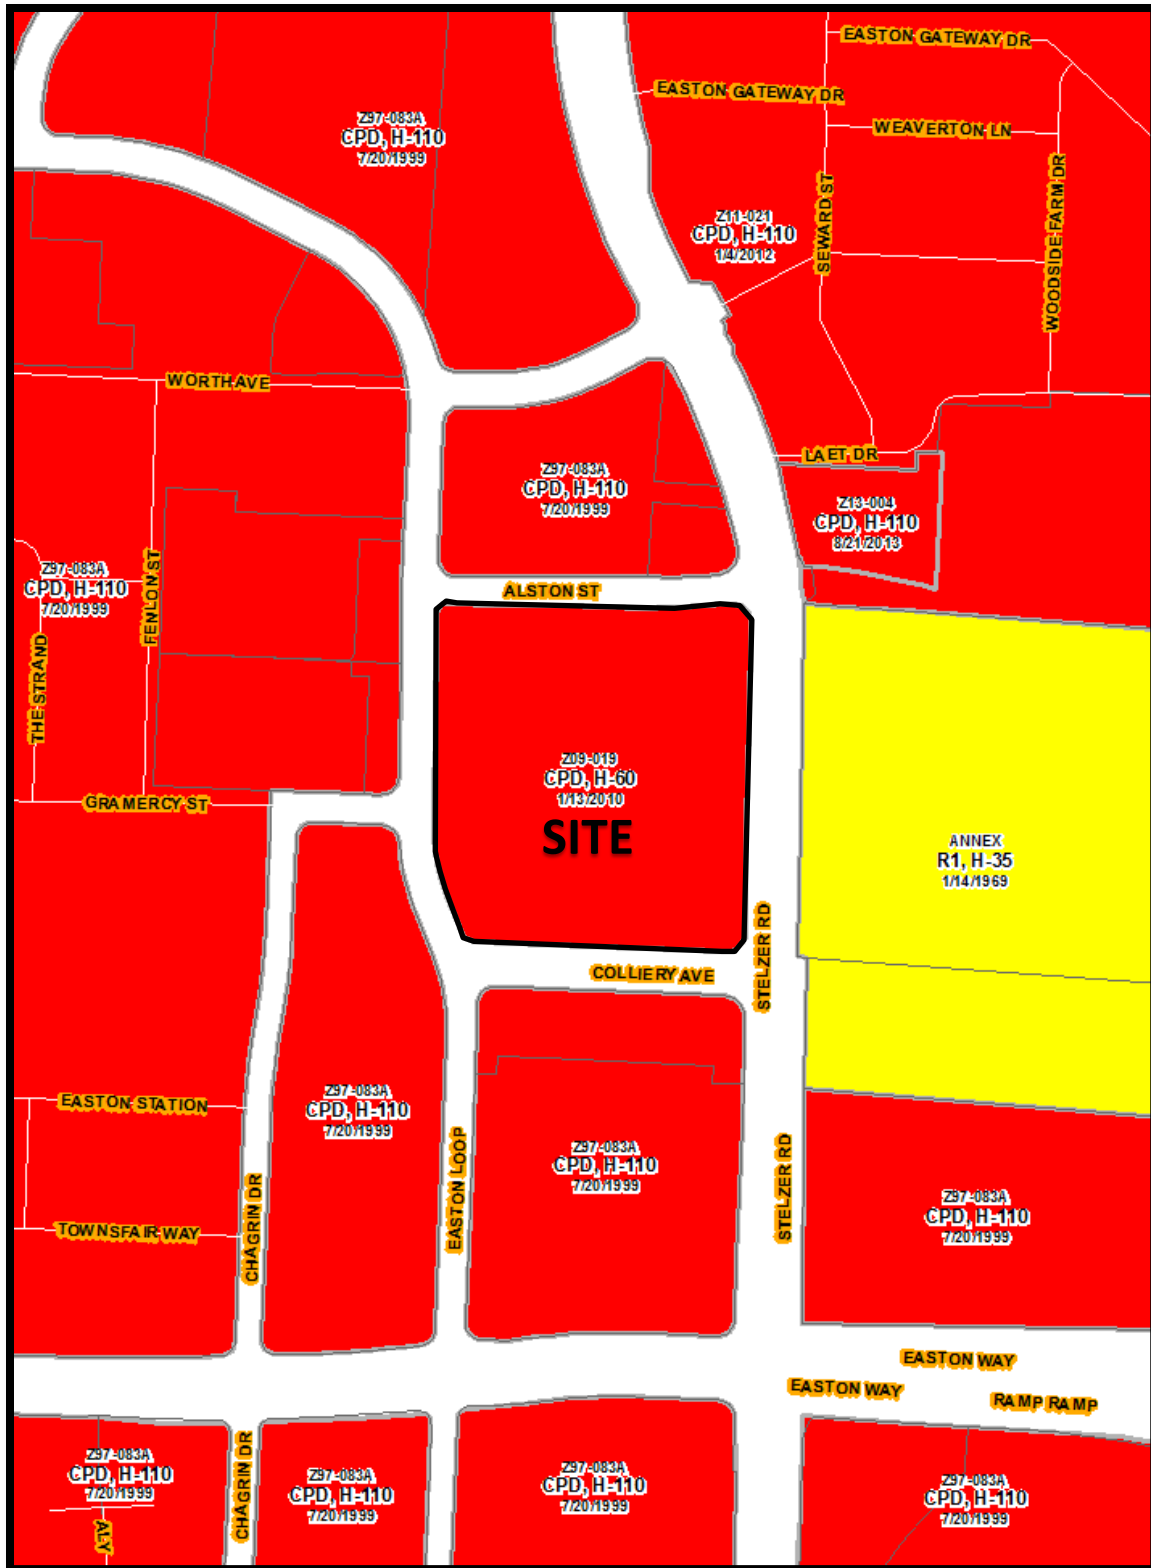 EASTON GATEWAY DR
EASTON GATEWAY DR
Z97-083A
CPD, H-110
7/20/1999
WEAVERTON LN
WOODSIDE FARM DR
SEWARD ST
Z11-021
CPD, H-110
1/4/2012
WORTH AVE
LAET DR
Z97-083A
CPD, H-110
7/20/1999
Z13-004
CPD, H-110
8/21/2013
Z97-083A
CPD, H-110
7/20/1999
FENLON ST
THE STRAND
ALSTON ST
Z09-019
CPD, H-60
1/13/2010
SITE
GRAMERCY ST
ANNEX
R1, H-35
1/14/1969
STELZER RD
COLLIERY AVE
Z97-083A
CPD, H-110
7/20/1999
EASTON STATION
EASTON LOOP
Z97-083A
CPD, H-110
7/20/1999
STELZER RD
Z97-083A
CPD, H-110
7/20/1999
TOWNSFAIR WAY
CHAGRIN DR
EASTON WAY
EASTON WAY
RAMP RAMP
Z97-083A
CPD, H-110
7/20/1999
CHAGRIN DR
Z97-083A
CPD, H-110
7/20/1999
Z97-083A
CPD, H-110
7/20/1999
Z97-083A
CPD, H-110
7/20/1999
ALY